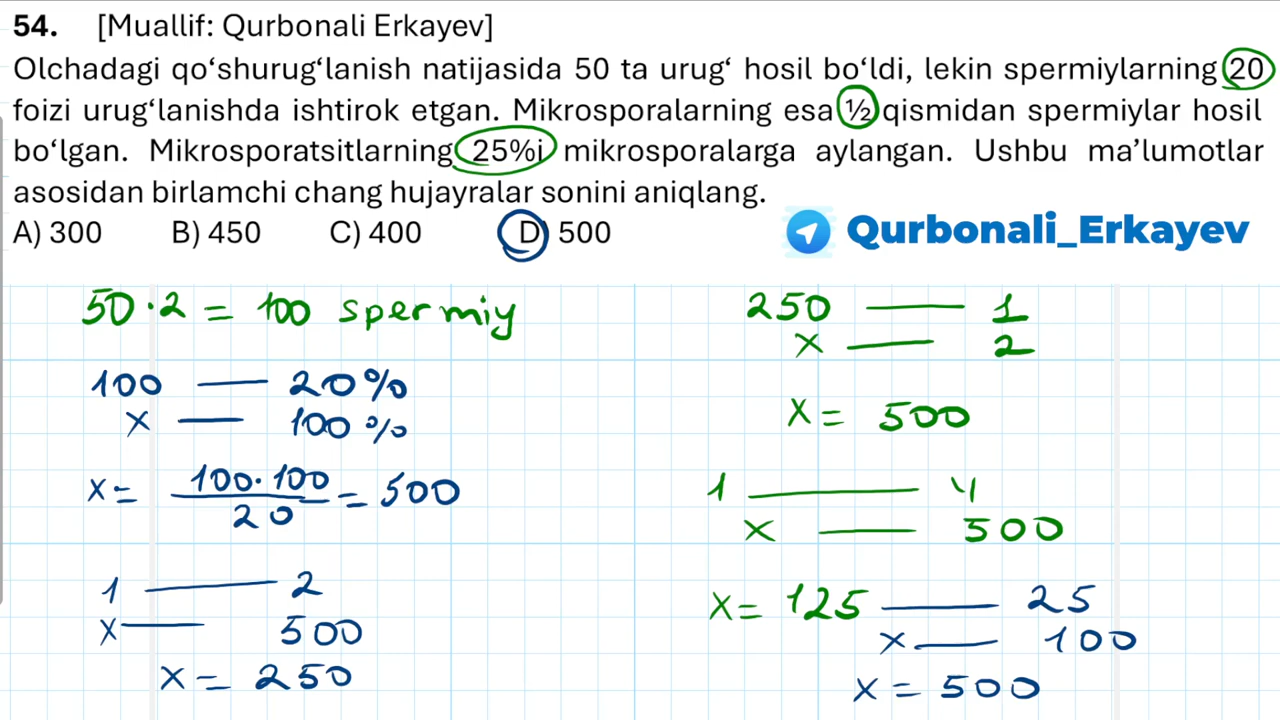 54. [Muallif: Qurbonali Erkayev]
Olchadagi qo‘shurug‘lanish natijasida 50 ta urug‘ hosil bo‘ldi, lekin spermiylarning 20
foizi urug‘lanishda ishtirok etgan. Mikrosporalarning esa ½ qismidan spermiylar hosil
bo‘lgan. Mikrosporatsitlarning 25%i mikrosporalarga aylangan. Ushbu ma’lumotlar
asosidan birlamchi chang hujayralar sonini aniqlang.
A) 300 B) 450 C) 400 D) 500
Qurbonali_Erkayev
50 · 2 = 100 spermiy
100 — 20%
x — 100%
x = 100 · 100 / 20 = 500
1 — 2
x — 500
x = 250
250 — 1
x — 2
x = 500
1 — 4
x — 500
x = 125 — 25
x — 100
x = 500